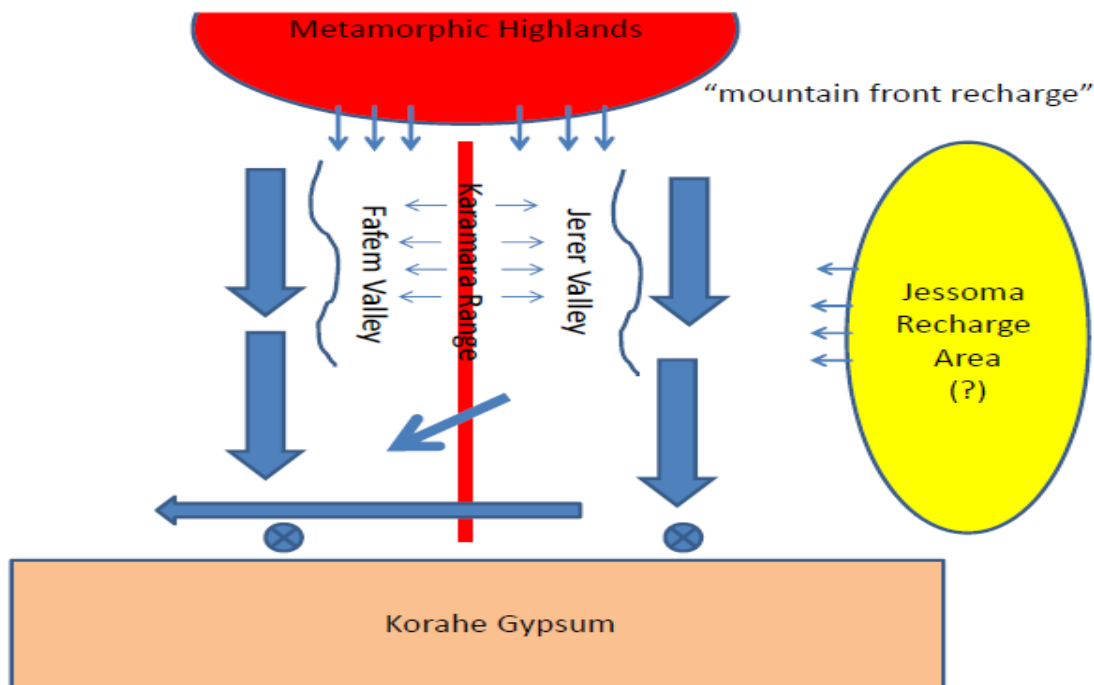 Metamorphic Highlands
“mountain front recharge”
Fafem Valley
Karamara Range
Jerer Valley
Jessoma
Recharge
Area
(?)
Korahe Gypsum